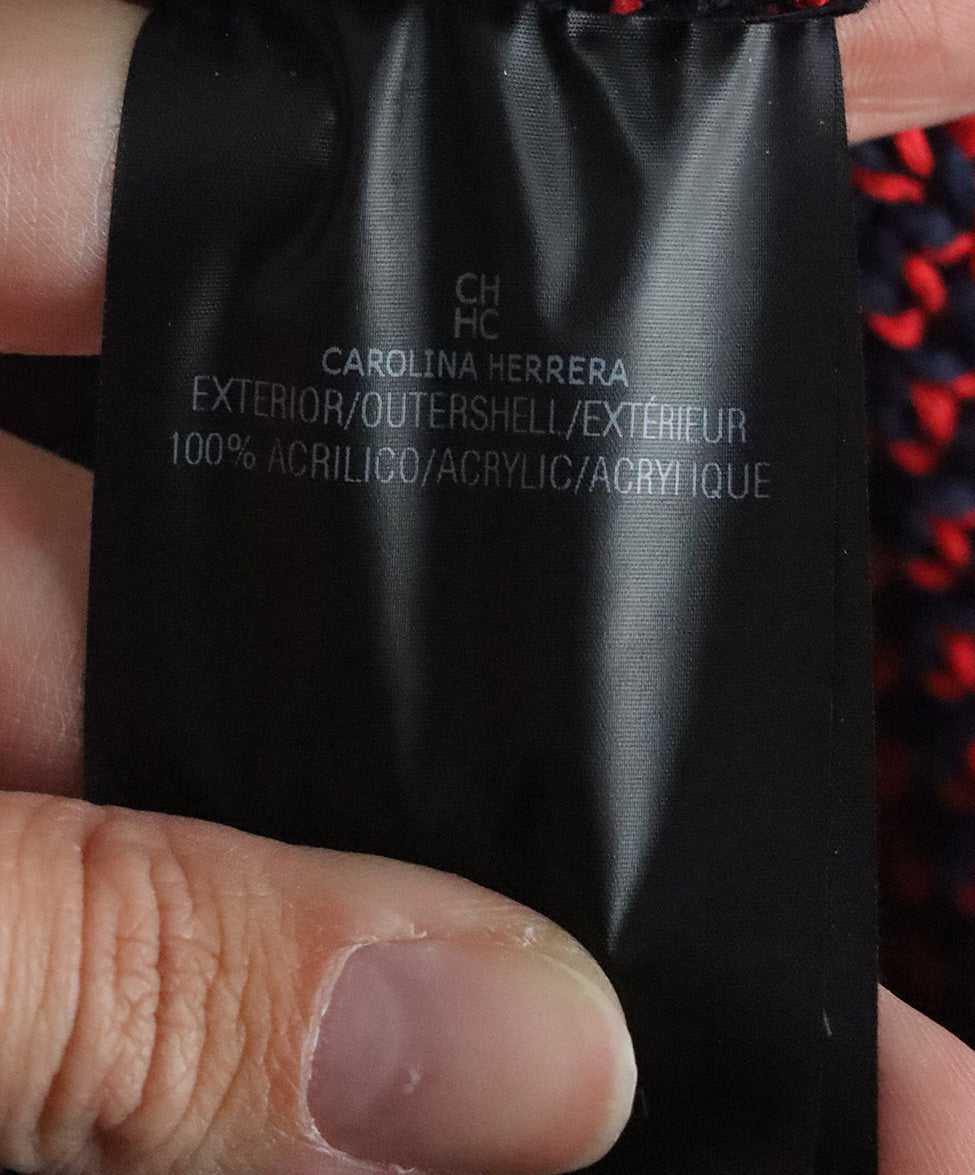 CH
HC
CAROLINA HERRERA
EXTERIOR/OUTERSHELL/EXTÉRIEUR
100% ACRILICO/ACRYLIC/ACRYLIQUE